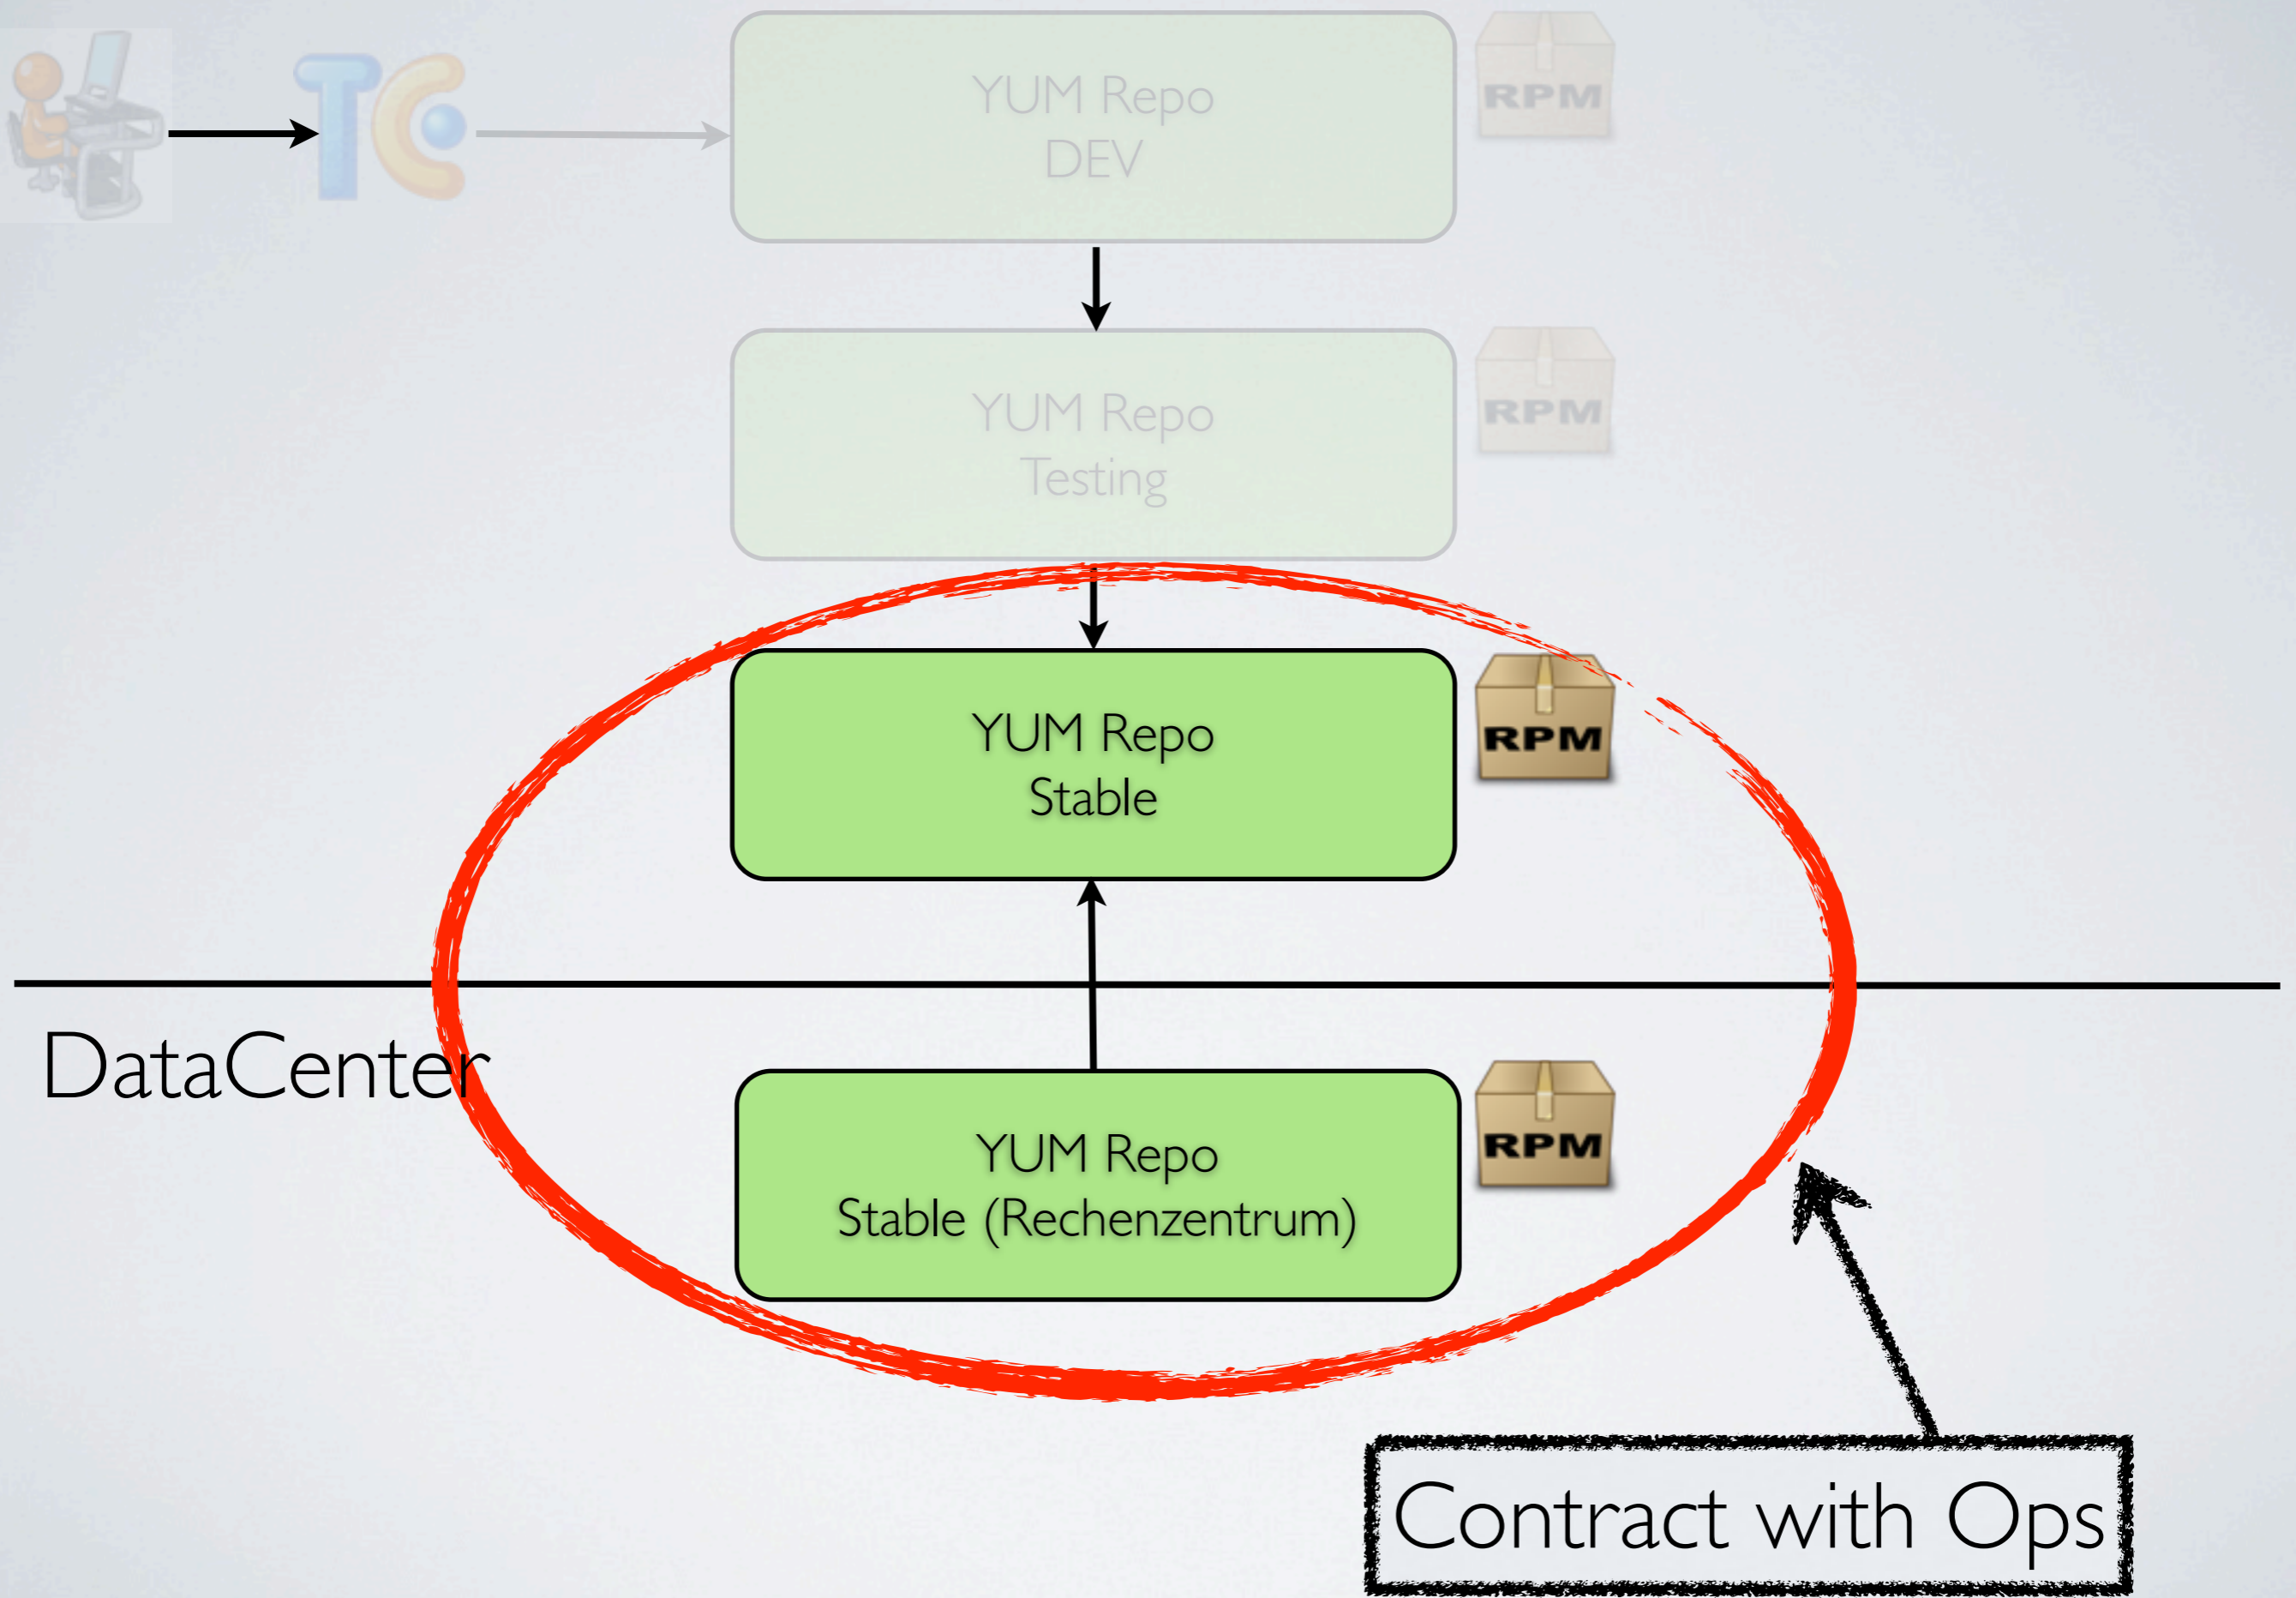 TC
YUM Repo
DEV
RPM
YUM Repo
Testing
RPM
YUM Repo
Stable
RPM
DataCenter
YUM Repo
Stable (Rechenzentrum)
RPM
Contract with Ops